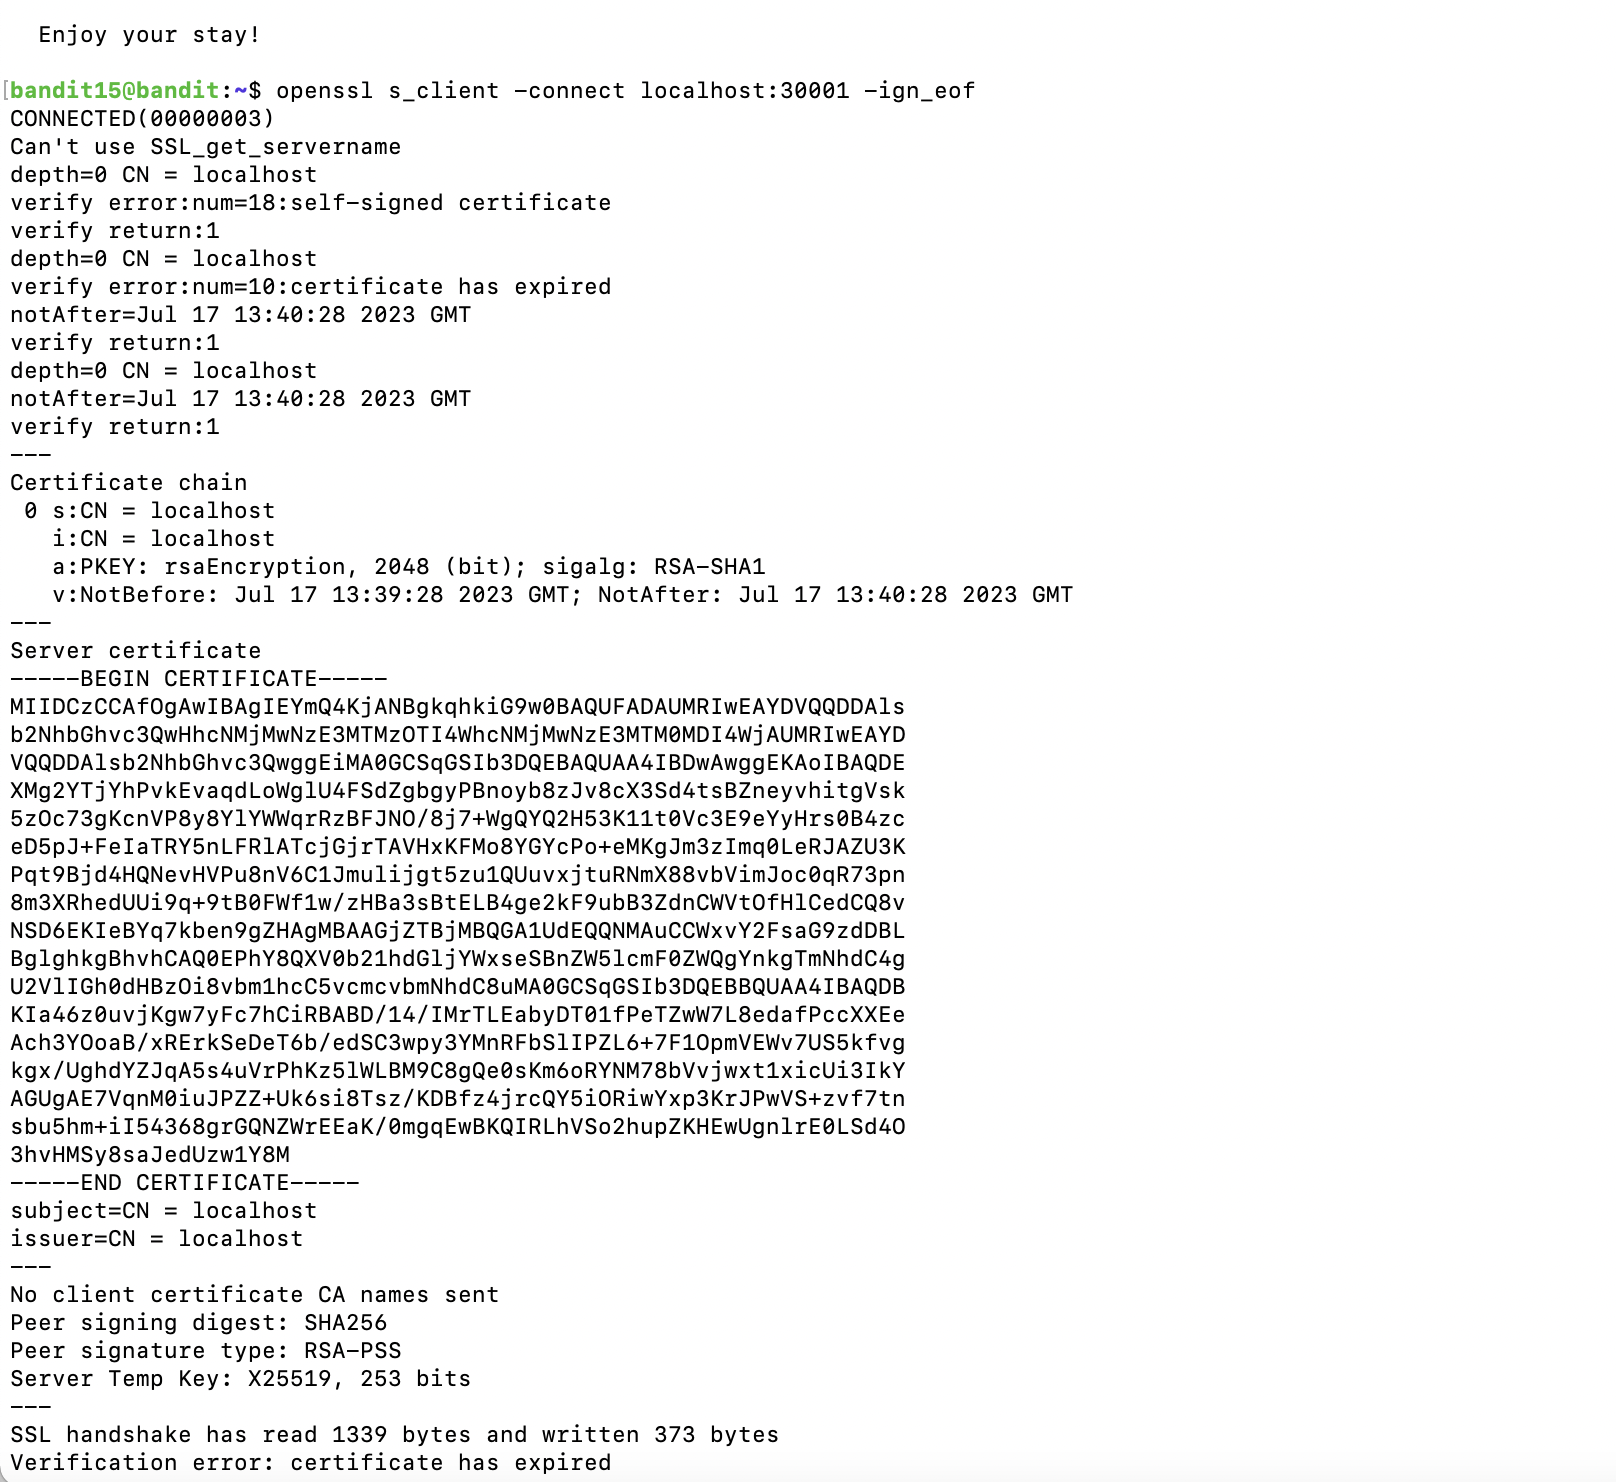 Enjoy your stay!
[bandit15@bandit:~$ openssl s_client -connect localhost:30001 -ign_eof
CONNECTED(00000003)
Can't use SSL_get_servername
depth=0 CN = localhost
verify error:num=18:self-signed certificate
verify return:1
depth=0 CN = localhost
verify error:num=10:certificate has expired
notAfter=Jul 17 13:40:28 2023 GMT
verify return:1
depth=0 CN = localhost
notAfter=Jul 17 13:40:28 2023 GMT
verify return:1
---
Certificate chain
 0 s:CN = localhost
   i:CN = localhost
   a:PKEY: rsaEncryption, 2048 (bit); sigalg: RSA-SHA1
   v:NotBefore: Jul 17 13:39:28 2023 GMT; NotAfter: Jul 17 13:40:28 2023 GMT
---
Server certificate
-----BEGIN CERTIFICATE-----
MIIDCzCCAfOgAwIBAgIEYmQ4KjANBgkqhkiG9w0BAQUFADAUMRIwEAYDVQQDDAls
b2NhbGhvc3QwHhcNMjMwNzE3MTMzOTI4WhcNMjMwNzE3MTM0MDI4WjAUMRIwEAYD
VQQDDAlsb2NhbGhvc3QwggEiMA0GCSqGSIb3DQEBAQUAA4IBDwAwggEKAoIBAQDE
XMg2YTjYhPvkEvaqdLoWglU4FSdZgbgyPBnoyb8zJv8cX3Sd4tsBZneyvhitgVsk
5zOc73gKcnVP8y8YlYWWqrRzBFJNO/8j7+WgQYQ2H53K11t0Vc3E9eYyHrs0B4zc
eD5pJ+FeIaTRY5nLFRlATcjGjrTAVHxKFMo8YGYcPo+eMKgJm3zImq0LeRJAZU3K
Pqt9Bjd4HQNevHVPu8nV6C1Jmulijgt5zu1QUuvxjtuRNmX88vbVimJoc0qR73pn
8m3XRhedUUi9q+9tB0FWf1w/zHBa3sBtELB4ge2kF9ubB3ZdnCWVtOfHlCedCQ8v
NSD6EKIeBYq7kben9gZHAgMBAAGjZTBjMBQGA1UdEQQNMAuCCWxvY2FsaG9zdDBL
BglghkgBhvhCAQ0EPhY8QXV0b21hdGljYWxseSBnZW5lcmF0ZWQgYnkgTmNhdC4g
U2VlIGh0dHBzOi8vbm1hcC5vcmcvbmNhdC8uMA0GCSqGSIb3DQEBBQUAA4IBAQDB
KIa46z0uvjKgw7yFc7hCiRBABD/14/IMrTLEabyDT01fPeTZwW7L8edafPccXXEe
Ach3YOoaB/xRErkSeDeT6b/edSC3wpy3YMnRFbSlIPZL6+7F1OpmVEWv7US5kfvg
kgx/UghdYZJqA5s4uVrPhKz5lWLBM9C8gQe0sKm6oRYNM78bVvjwxt1xicUi3IkY
AGUgAE7VqnM0iuJPZZ+Uk6si8Tsz/KDBfz4jrcQY5iORiwYxp3KrJPwVS+zvf7tn
sbu5hm+iI54368grGQNZWrEEaK/0mgqEwBKQIRLhVSo2hupZKHEwUgnlrE0LSd4O
3hvHMSy8saJedUzw1Y8M
-----END CERTIFICATE-----
subject=CN = localhost
issuer=CN = localhost
---
No client certificate CA names sent
Peer signing digest: SHA256
Peer signature type: RSA-PSS
Server Temp Key: X25519, 253 bits
---
SSL handshake has read 1339 bytes and written 373 bytes
Verification error: certificate has expired